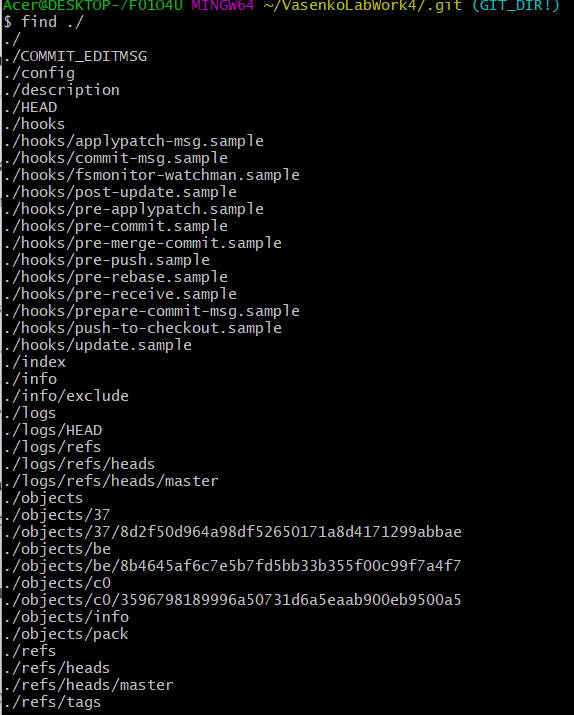 Acer@DESKTOP-7F01O4U MINGW64 ~/VasenkoLabWork4/.git (GIT_DIR!)
$ find ./
./
./COMMIT_EDITMSG
./config
./description
./HEAD
./hooks
./hooks/applypatch-msg.sample
./hooks/commit-msg.sample
./hooks/fsmonitor-watchman.sample
./hooks/post-update.sample
./hooks/pre-applypatch.sample
./hooks/pre-commit.sample
./hooks/pre-merge-commit.sample
./hooks/pre-push.sample
./hooks/pre-rebase.sample
./hooks/pre-receive.sample
./hooks/prepare-commit-msg.sample
./hooks/push-to-checkout.sample
./hooks/update.sample
./index
./info
./info/exclude
./logs
./logs/HEAD
./logs/refs
./logs/refs/heads
./logs/refs/heads/master
./objects
./objects/37
./objects/37/8d2f50d964a98df52650171a8d4171299abbae
./objects/be
./objects/be/8b4645af6c7e5b7fd5bb33b355f00c99f7a4f7
./objects/c0
./objects/c0/3596798189996a50731d6a5eaab900eb9500a5
./objects/info
./objects/pack
./refs
./refs/heads
./refs/heads/master
./refs/tags